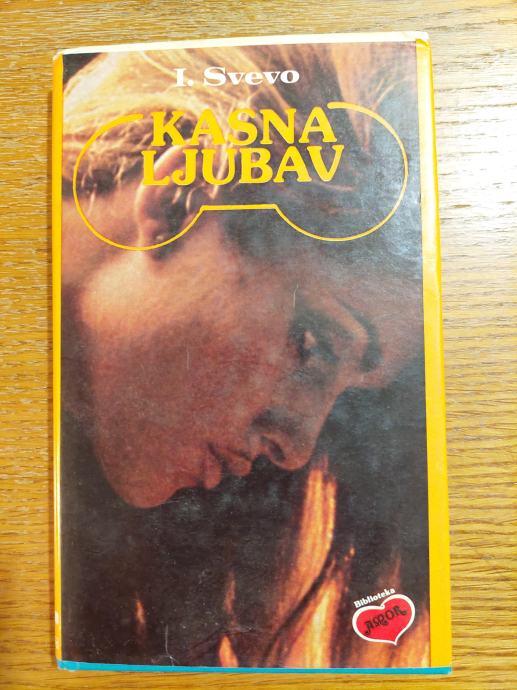 I. Svevo
KASNA
LJUBAV
Biblioteka
AMOR